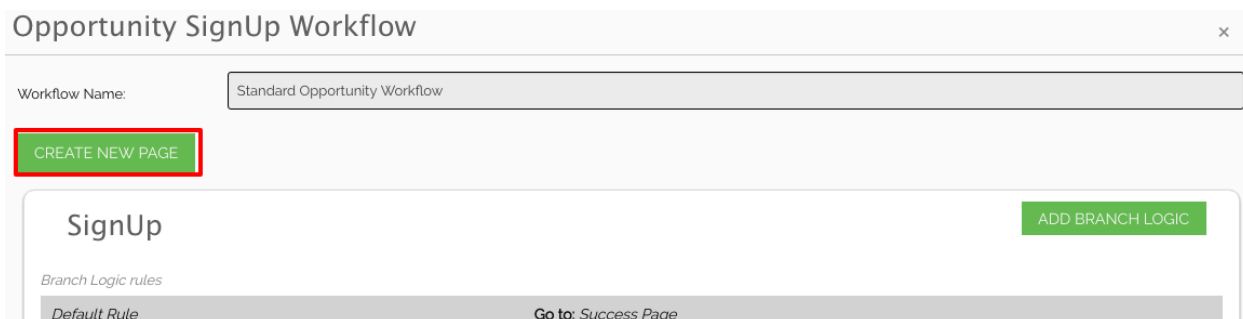 Opportunity SignUp Workflow
×
Workflow Name:
Standard Opportunity Workflow
CREATE NEW PAGE
SignUp
ADD BRANCH LOGIC
Branch Logic rules
Default Rule Go to: Success Page